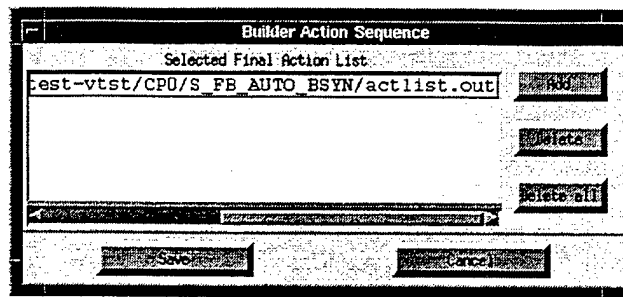 Builder Action Sequence
Selected Final Action List
test-vtst/CPU/S_FB_AUTO_BSYN/actlist.out
Add
Delete
Delete all
Save
Cancel